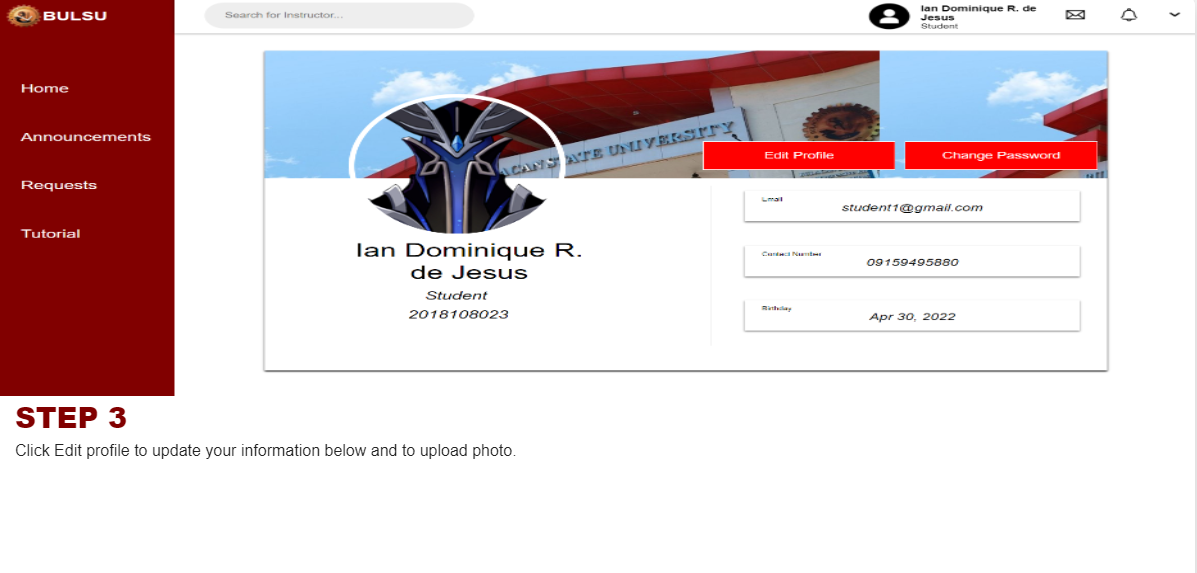 BULSU
Search for Instructor...
Ian Dominique R. de
Jesus
Student
Home
Announcements
Requests
Tutorial
ACAN STATE UNIVERSITY
Edit Profile
Change Password
Ian Dominique R.
de Jesus
Student
2018108023
Email
student1@gmail.com
Contact Number
09159495880
Birthday
Apr 30, 2022
STEP 3
Click Edit profile to update your information below and to upload photo.